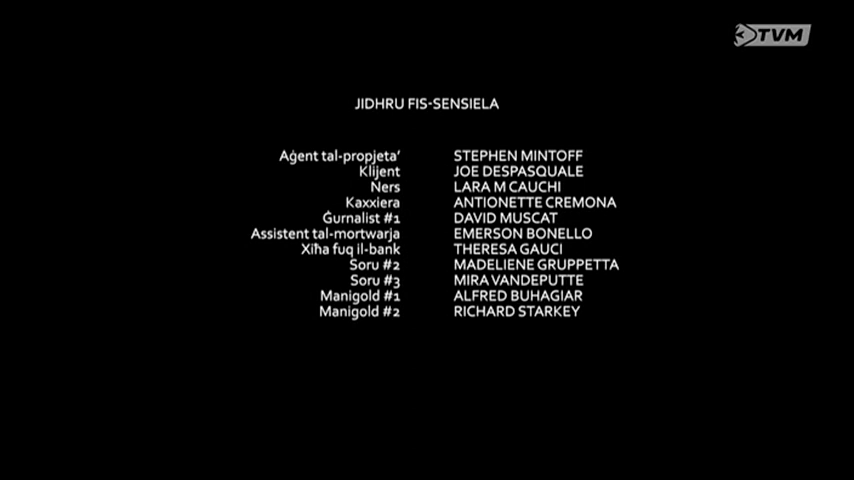 TVM
JIDHRU FIS-SENSIELA
Aġent tal-propjeta' STEPHEN MINTOFF
Klijent JOE DESPASQUALE
Ners LARA M CAUCHI
Kaxxiera ANTIONETTE CREMONA
Ġurnalist #1 DAVID MUSCAT
Assistent tal-mortwarja EMERSON BONELLO
Xiħa fuq il-bank THERESA GAUCI
Soru #2 MADELIENE GRUPPETTA
Soru #3 MIRA VANDEPUTTE
Manigold #1 ALFRED BUHAGIAR
Manigold #2 RICHARD STARKEY